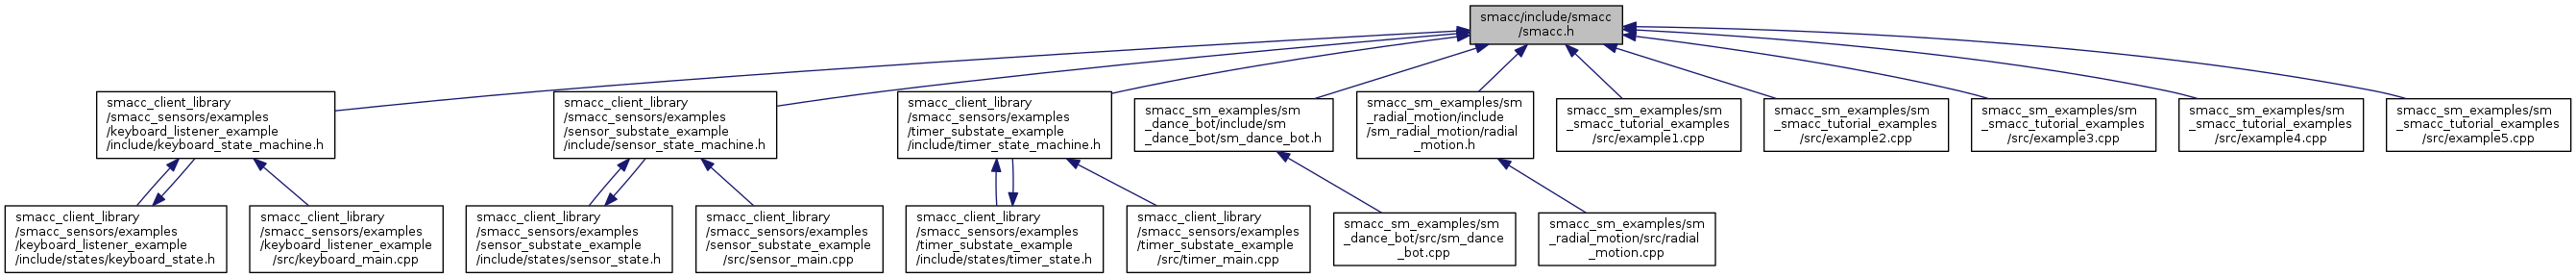 smacc/include/smacc
/smacc.h
smacc_client_library
/smacc_sensors/examples
/keyboard_listener_example
/include/keyboard_state_machine.h
smacc_client_library
/smacc_sensors/examples
/sensor_substate_example
/include/sensor_state_machine.h
smacc_client_library
/smacc_sensors/examples
/timer_substate_example
/include/timer_state_machine.h
smacc_sm_examples/sm
_dance_bot/include/sm
_dance_bot/sm_dance_bot.h
smacc_sm_examples/sm
_radial_motion/include
/sm_radial_motion/radial
_motion.h
smacc_sm_examples/sm
_smacc_tutorial_examples
/src/example1.cpp
smacc_sm_examples/sm
_smacc_tutorial_examples
/src/example2.cpp
smacc_sm_examples/sm
_smacc_tutorial_examples
/src/example3.cpp
smacc_sm_examples/sm
_smacc_tutorial_examples
/src/example4.cpp
smacc_sm_examples/sm
_smacc_tutorial_examples
/src/example5.cpp
smacc_client_library
/smacc_sensors/examples
/keyboard_listener_example
/include/states/keyboard_state.h
smacc_client_library
/smacc_sensors/examples
/keyboard_listener_example
/src/keyboard_main.cpp
smacc_client_library
/smacc_sensors/examples
/sensor_substate_example
/include/states/sensor_state.h
smacc_client_library
/smacc_sensors/examples
/sensor_substate_example
/src/sensor_main.cpp
smacc_client_library
/smacc_sensors/examples
/timer_substate_example
/include/states/timer_state.h
smacc_client_library
/smacc_sensors/examples
/timer_substate_example
/src/timer_main.cpp
smacc_sm_examples/sm
_dance_bot/src/sm_dance
_bot.cpp
smacc_sm_examples/sm
_radial_motion/src/radial
_motion.cpp